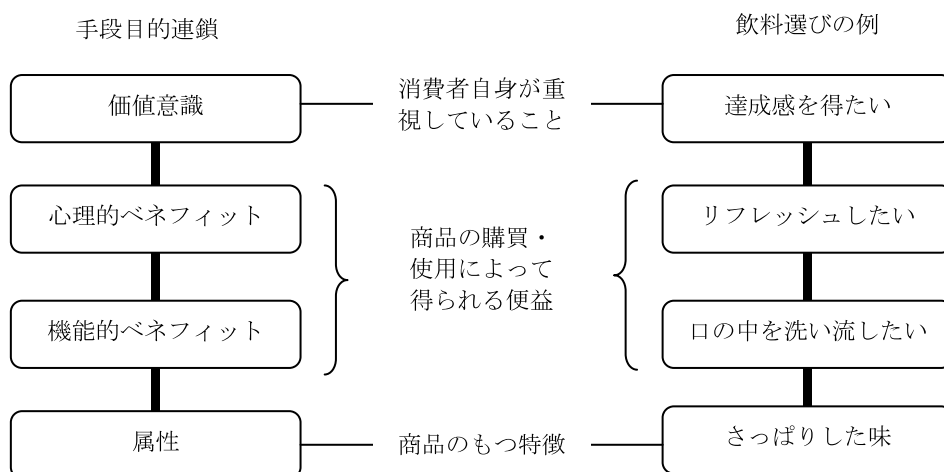 手段目的連鎖
飲料選びの例
価値意識
消費者自身が重
視していること
達成感を得たい
心理的ベネフィット
リフレッシュしたい
商品の購買・
使用によって
得られる便益
機能的ベネフィット
口の中を洗い流したい
属性
商品のもつ特徴
さっぱりした味